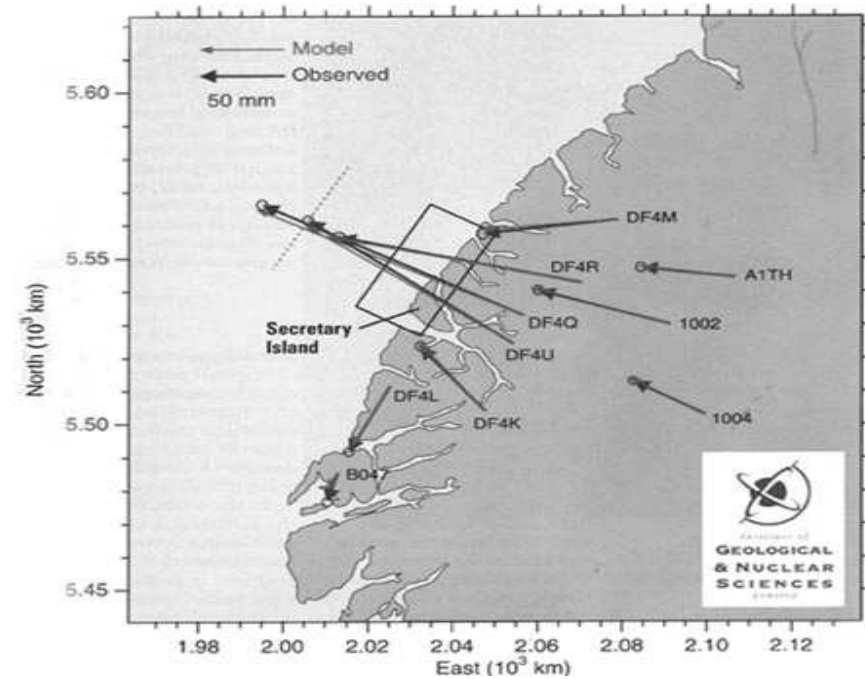 Model
Observed
50 mm
5.60
5.55
5.50
5.45
North (10³ km)
DF4M
DF4R
A1TH
DF4Q
1002
Secretary
Island
DF4U
DF4L
DF4K
1004
B047
GEOLOGICAL
& NUCLEAR
SCIENCES
1.98
2.00
2.02
2.04
2.06
2.08
2.10
2.12
East (10³ km)